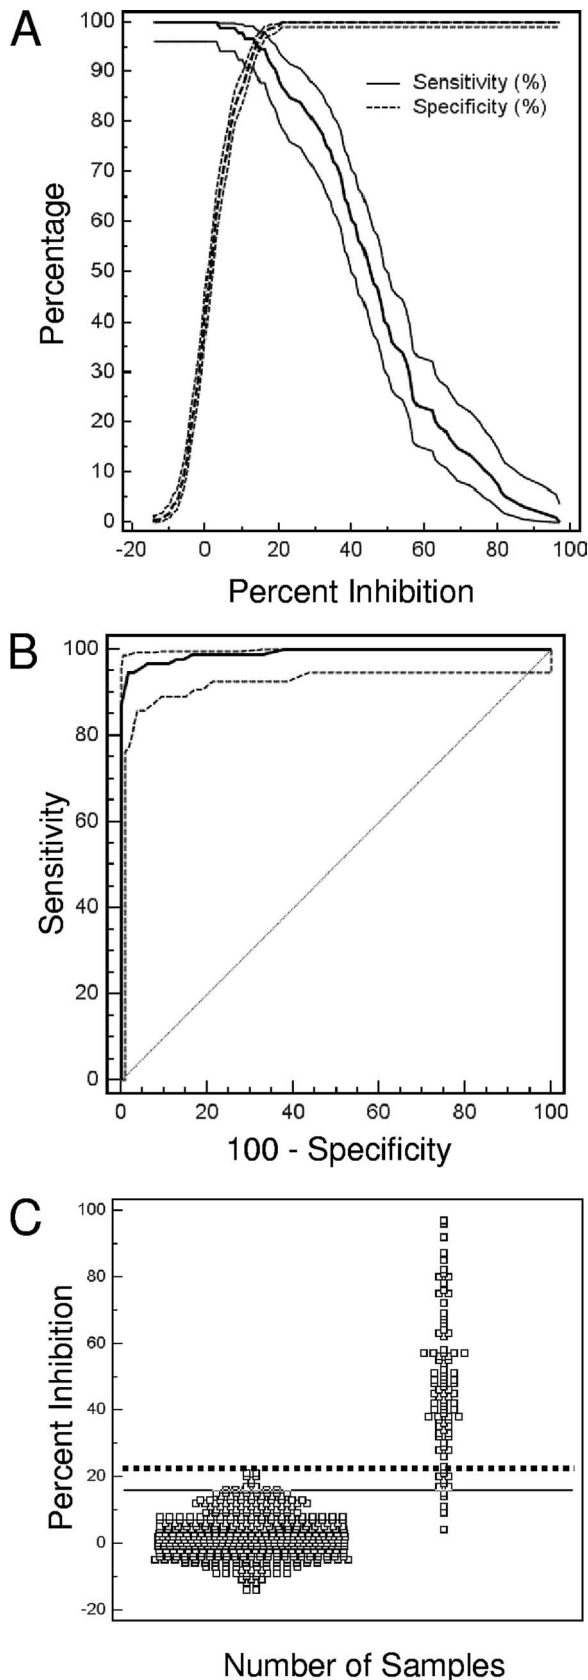 A
100
90
80
70
60
50
40
30
20
10
0
Percentage
Sensitivity (%)
Specificity (%)
-20 0 20 40 60 80 100
Percent Inhibition
B
100
80
60
40
20
0
Sensitivity
0 20 40 60 80 100
100 - Specificity
C
100
80
60
40
20
0
-20
Percent Inhibition
Number of Samples